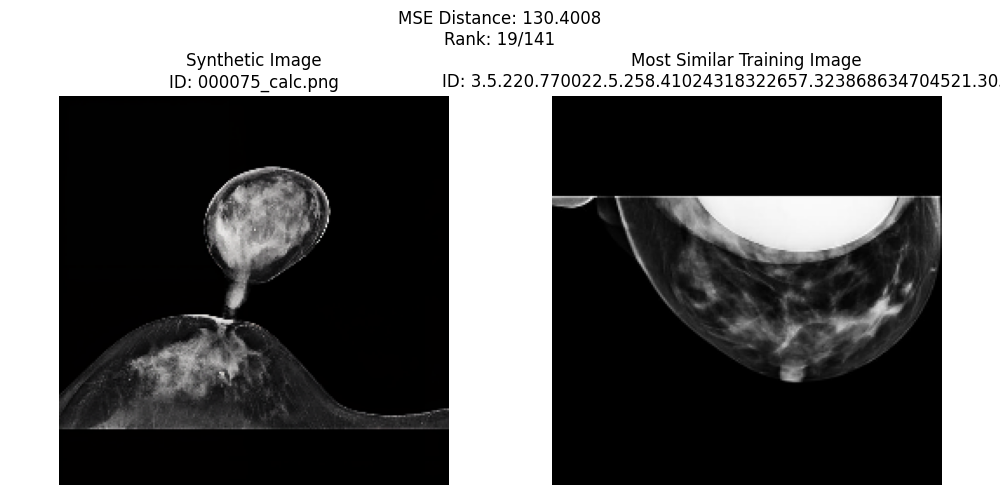 MSE Distance: 130.4008
Rank: 19/141
Synthetic Image
ID: 000075_calc.png
Most Similar Training Image
ID: 3.5.220.770022.5.258.41024318322657.323868634704521.30.